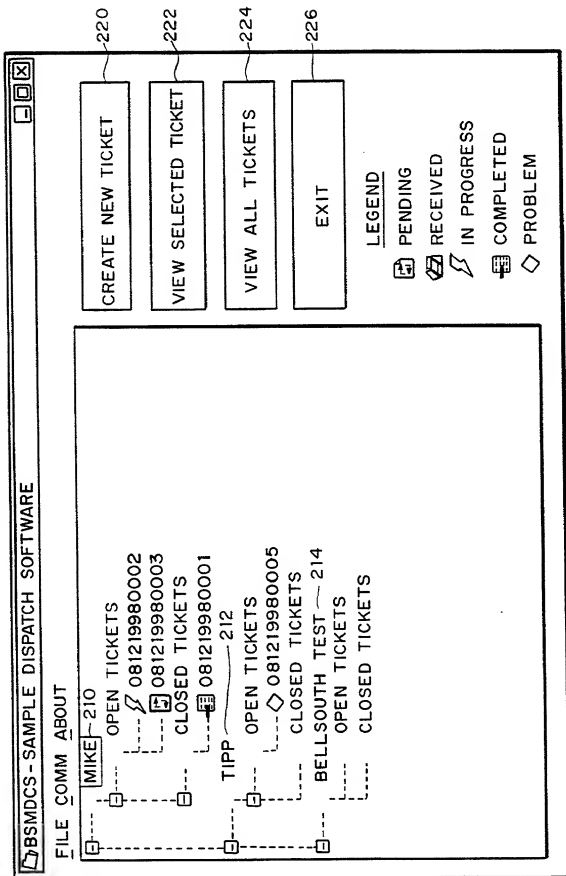 BSMDCS - SAMPLE DISPATCH SOFTWARE
FILE COMM ABOUT
MIKE 210
OPEN TICKETS
081219980002
081219980003
CLOSED TICKETS
081219980001
TIPP 212
OPEN TICKETS
081219980005
CLOSED TICKETS
BELLSOUTH TEST 214
OPEN TICKETS
CLOSED TICKETS
CREATE NEW TICKET 220
VIEW SELECTED TICKET 222
VIEW ALL TICKETS 224
EXIT 226
LEGEND
PENDING
RECEIVED
IN PROGRESS
COMPLETED
PROBLEM